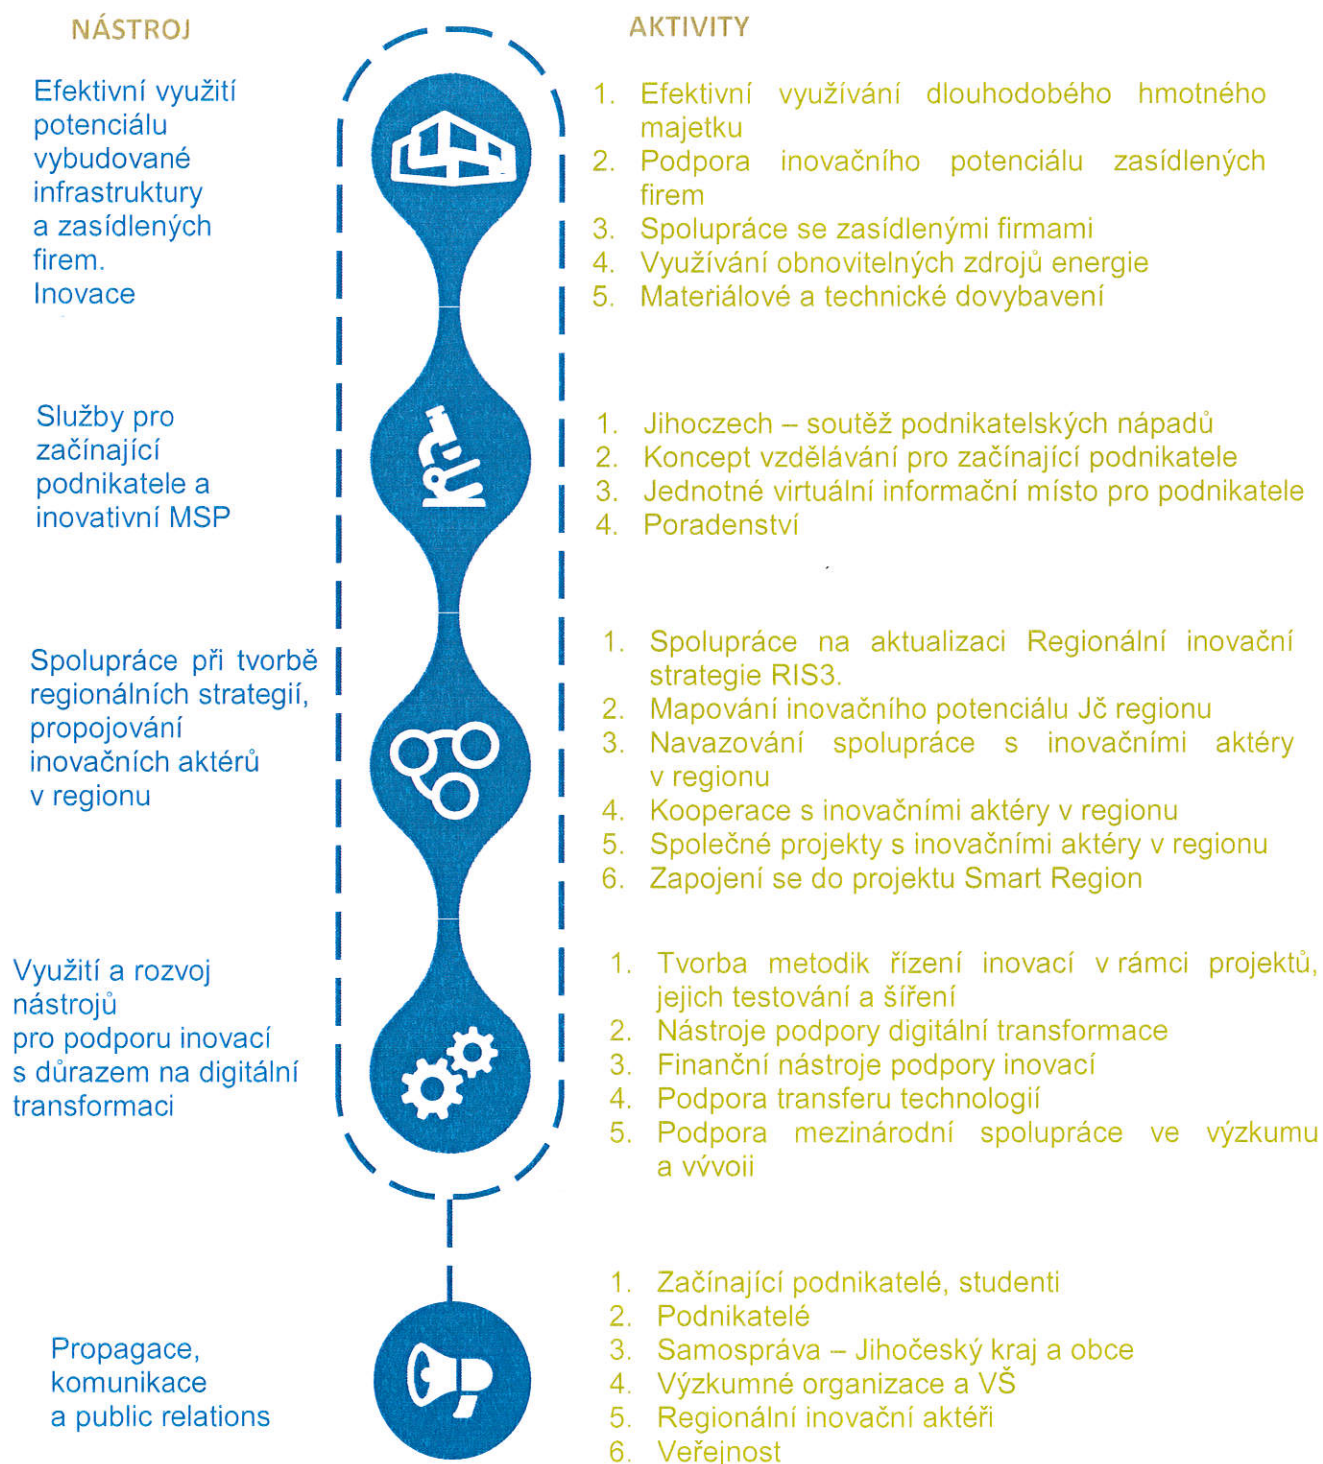 NÁSTROJ
AKTIVITY
Efektivní využití
potenciálu
vybudované
infrastruktury
a zasídlených
firem.
Inovace
1. Efektivní využívání dlouhodobého hmotného
majetku
2. Podpora inovačního potenciálu zasídlených
firem
3. Spolupráce se zasídlenými firmami
4. Využívání obnovitelných zdrojů energie
5. Materiálové a technické dovybavení
Služby pro
začínající
podnikatele a
inovativní MSP
1. Jihoczech – soutěž podnikatelských nápadů
2. Koncept vzdělávání pro začínající podnikatele
3. Jednotné virtuální informační místo pro podnikatele
4. Poradenství
Spolupráce při tvorbě
regionálních strategií,
propojování
inovačních aktérů
v regionu
1. Spolupráce na aktualizaci Regionální inovační
strategie RIS3.
2. Mapování inovačního potenciálu Jč regionu
3. Navazování spolupráce s inovačními aktéry
v regionu
4. Kooperace s inovačními aktéry v regionu
5. Společné projekty s inovačními aktéry v regionu
6. Zapojení se do projektu Smart Region
Využití a rozvoj
nástrojů
pro podporu inovací
s důrazem na digitální
transformaci
1. Tvorba metodik řízení inovací v rámci projektů,
jejich testování a šíření
2. Nástroje podpory digitální transformace
3. Finanční nástroje podpory inovací
4. Podpora transferu technologií
5. Podpora mezinárodní spolupráce ve výzkumu
a vývoji
Propagace,
komunikace
a public relations
1. Začínající podnikatelé, studenti
2. Podnikatelé
3. Samospráva – Jihočeský kraj a obce
4. Výzkumné organizace a VŠ
5. Regionální inovační aktéři
6. Veřejnost